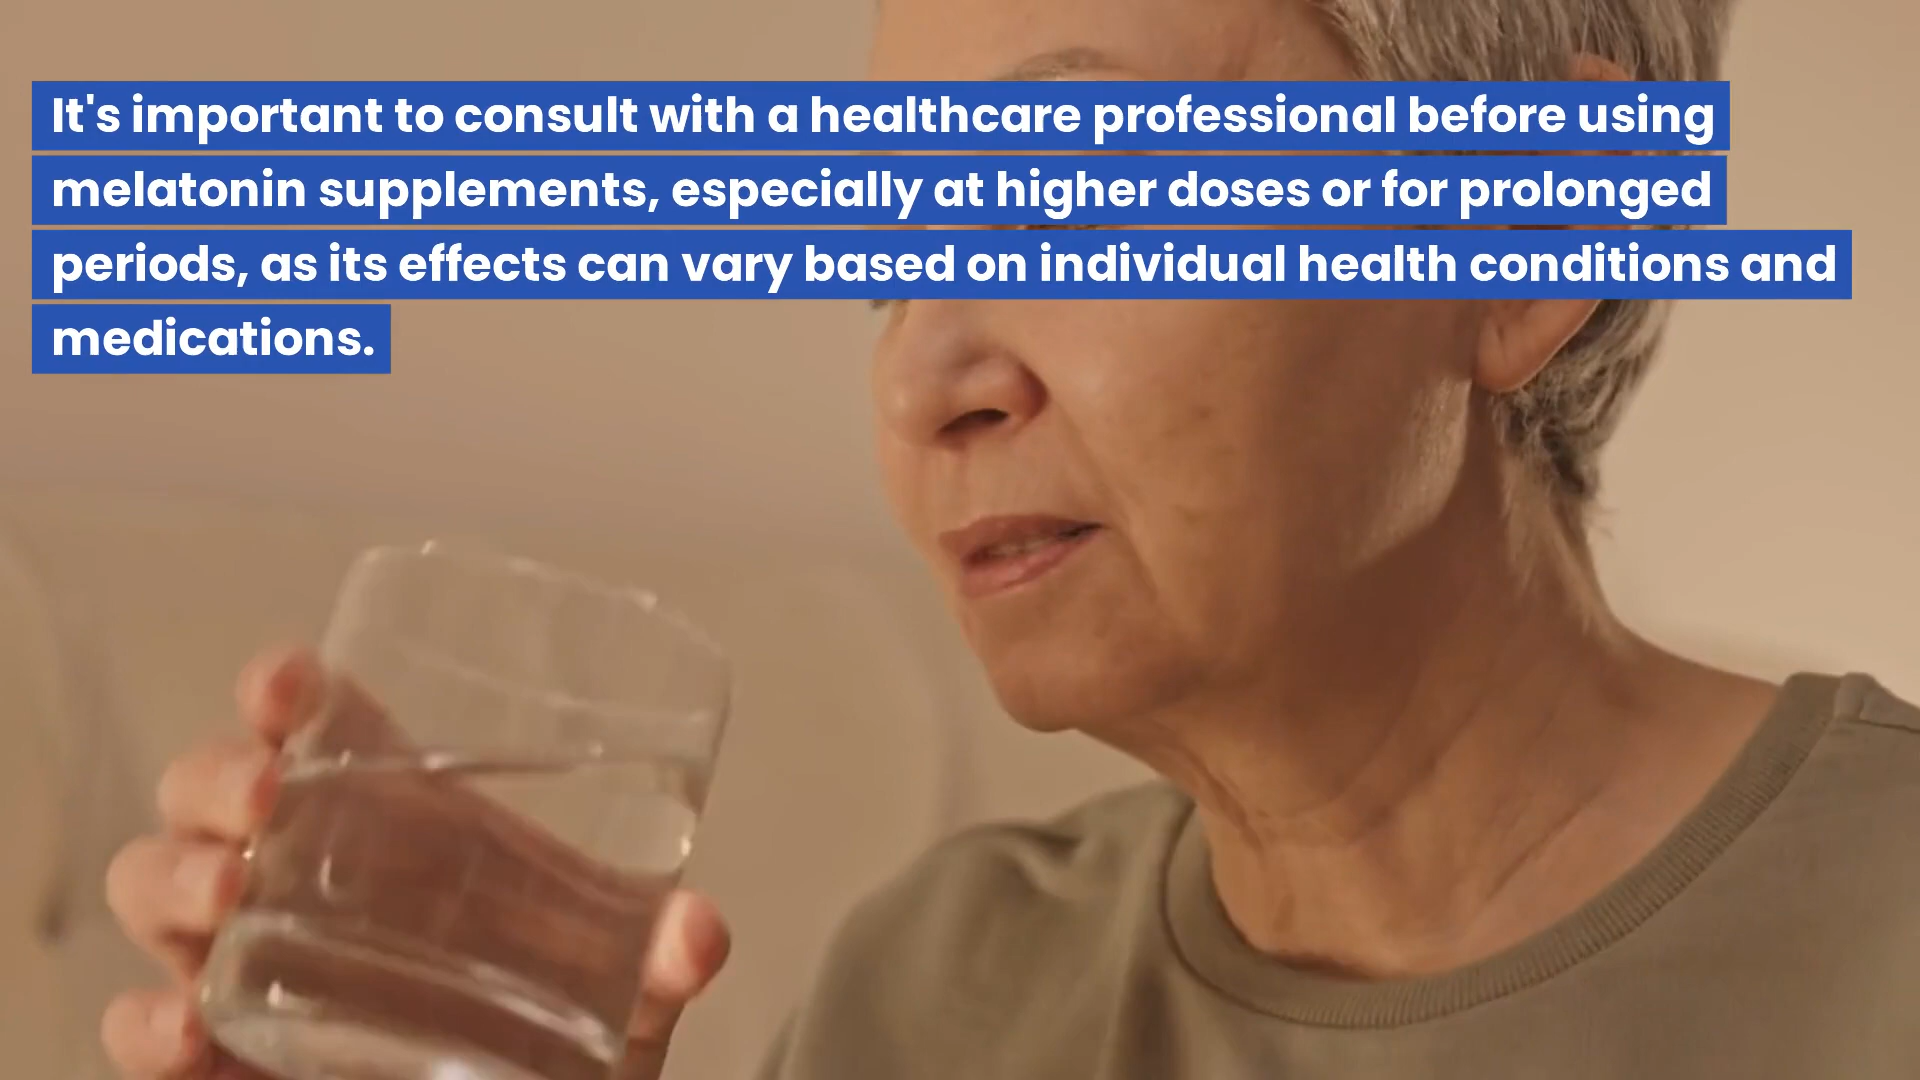 It's important to consult with a healthcare professional before using
melatonin supplements, especially at higher doses or for prolonged
periods, as its effects can vary based on individual health conditions and
medications.